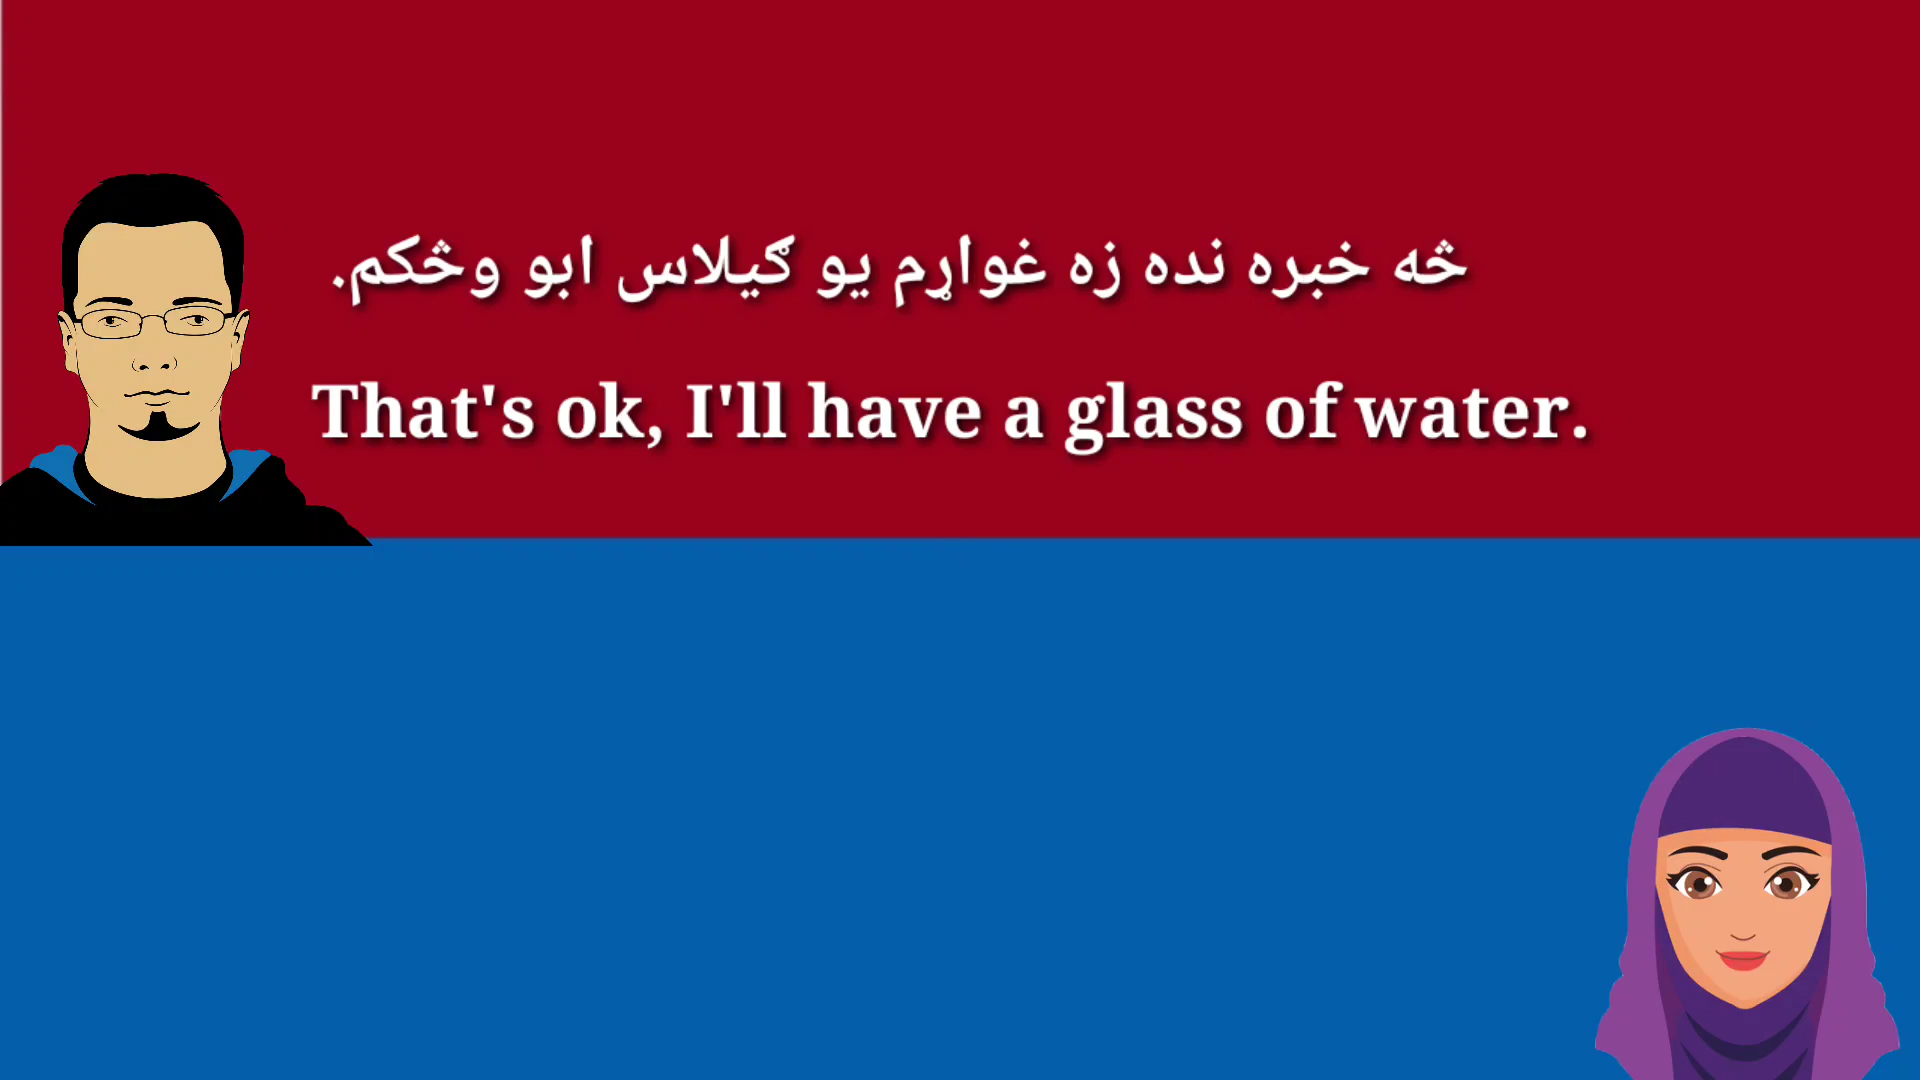 څه خبره نده زه غواړم يو ګيلاس ابو وڅکم.
That's ok, I'll have a glass of water.